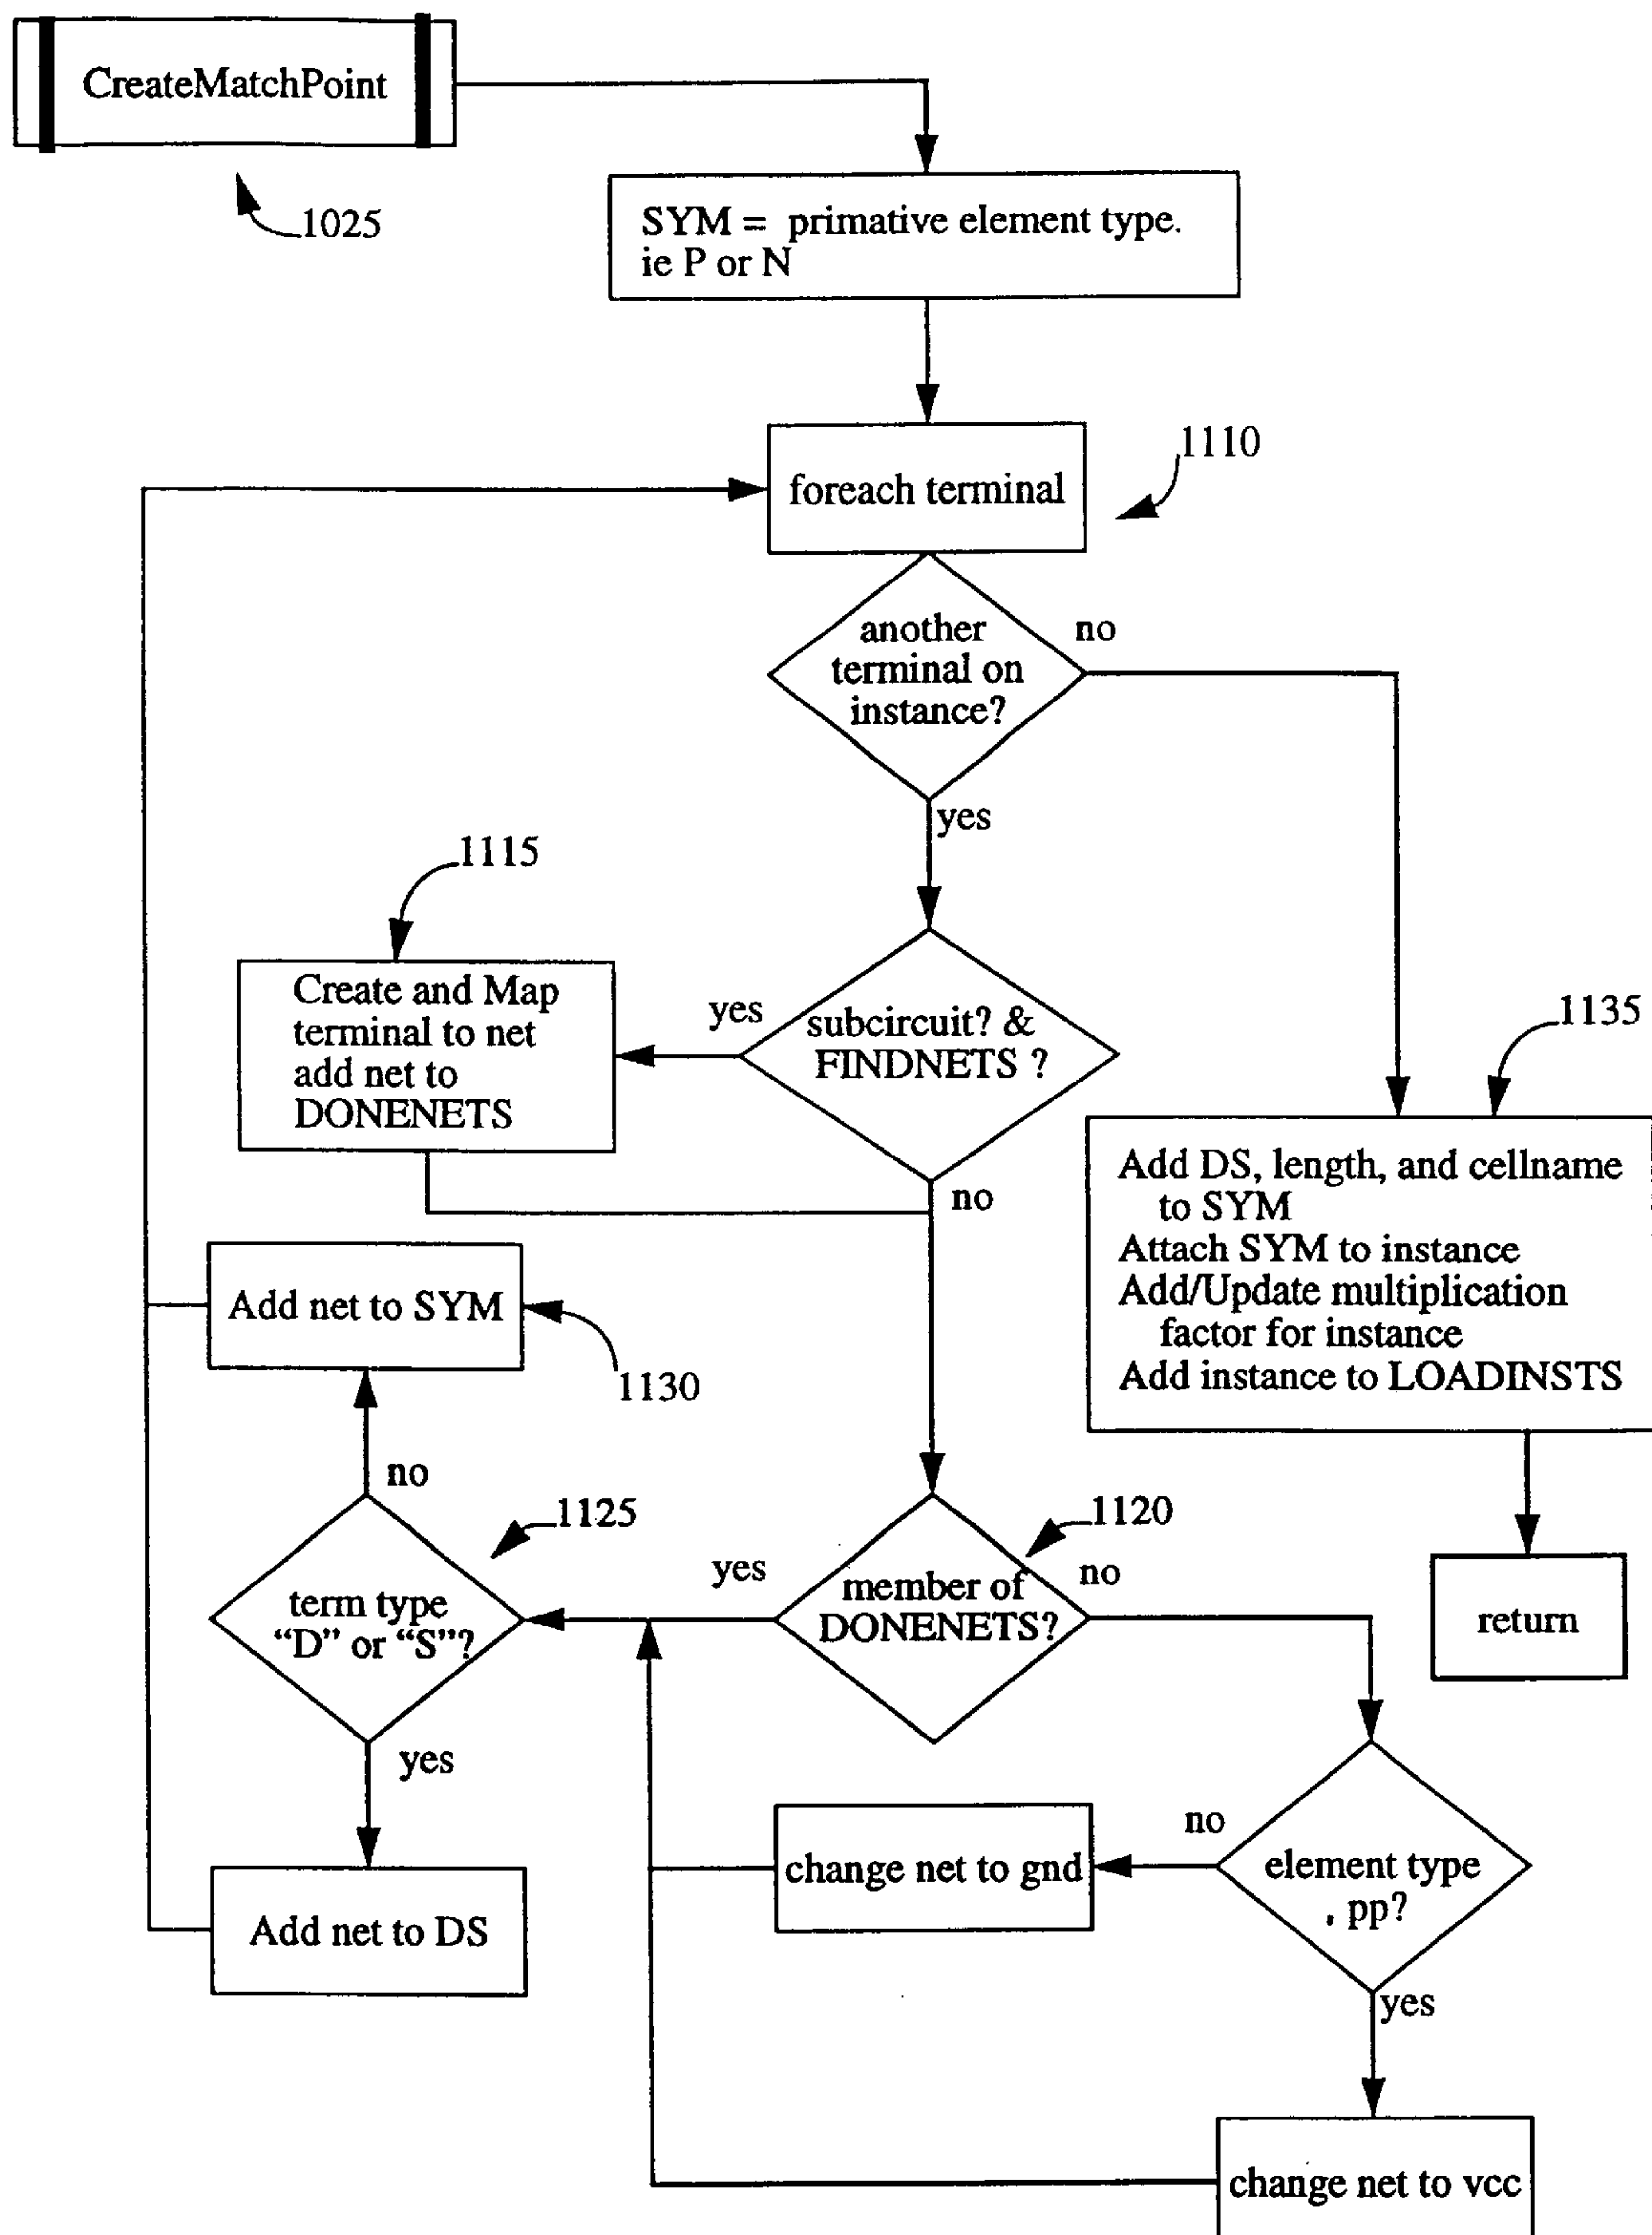 CreateMatchPoint
1025
SYM = primative element type.
ie P or N
1110
foreach terminal
another
terminal on
instance?
no
yes
1115
Create and Map
terminal to net
add net to
DONENETS
yes
subcircuit? &
FINDNETS ?
no
1135
Add DS, length, and cellname
to SYM
Attach SYM to instance
Add/Update multiplication
factor for instance
Add instance to LOADINSTS
Add net to SYM
1130
no
1125
term type
“D” or “S”?
yes
yes
1120
member of
DONENETS?
no
return
Add net to DS
change net to gnd
no
element type
, pp?
yes
change net to vcc